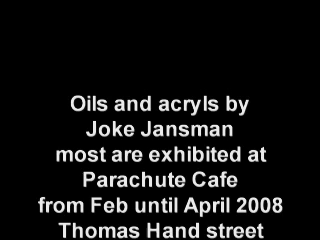 Oils and acryls by
Joke Jansman
most are exhibited at
Parachute Cafe
from Feb until April 2008
Thomas Hand street